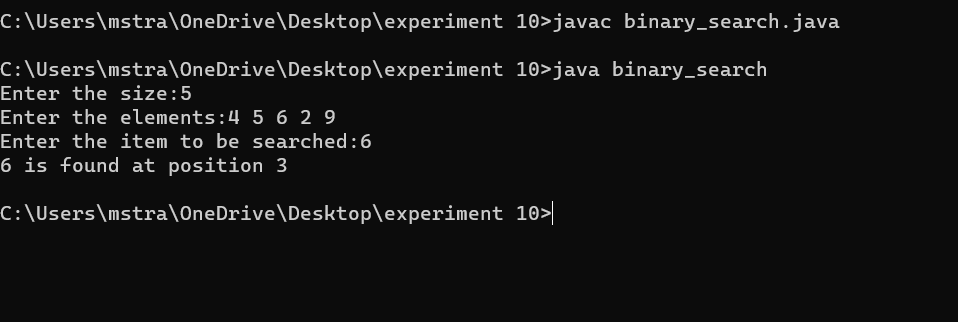 C:\Users\mstra\OneDrive\Desktop\experiment 10>javac binary_search.java
C:\Users\mstra\OneDrive\Desktop\experiment 10>java binary_search
Enter the size:5
Enter the elements:4 5 6 2 9
Enter the item to be searched:6
6 is found at position 3
C:\Users\mstra\OneDrive\Desktop\experiment 10>